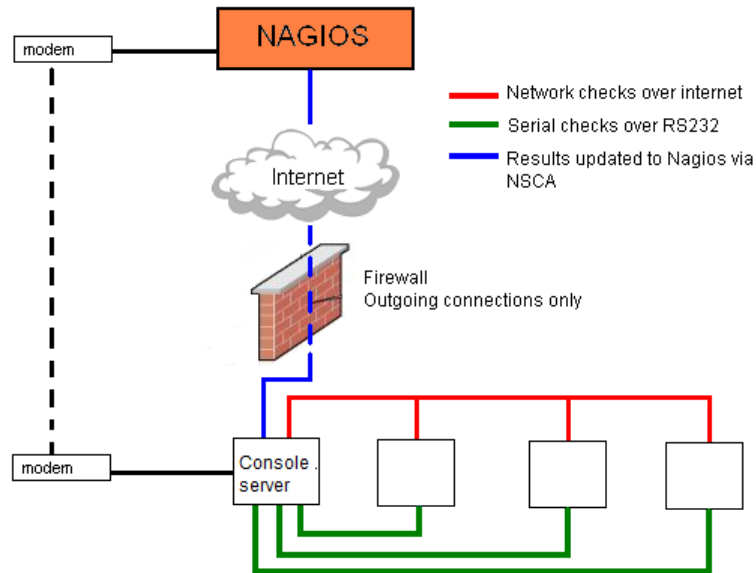 NAGIOS
modem
Network checks over internet
Serial checks over RS232
Results updated to Nagios via
NSCA
Internet
Firewall
Outgoing connections only
modem
Console .
server